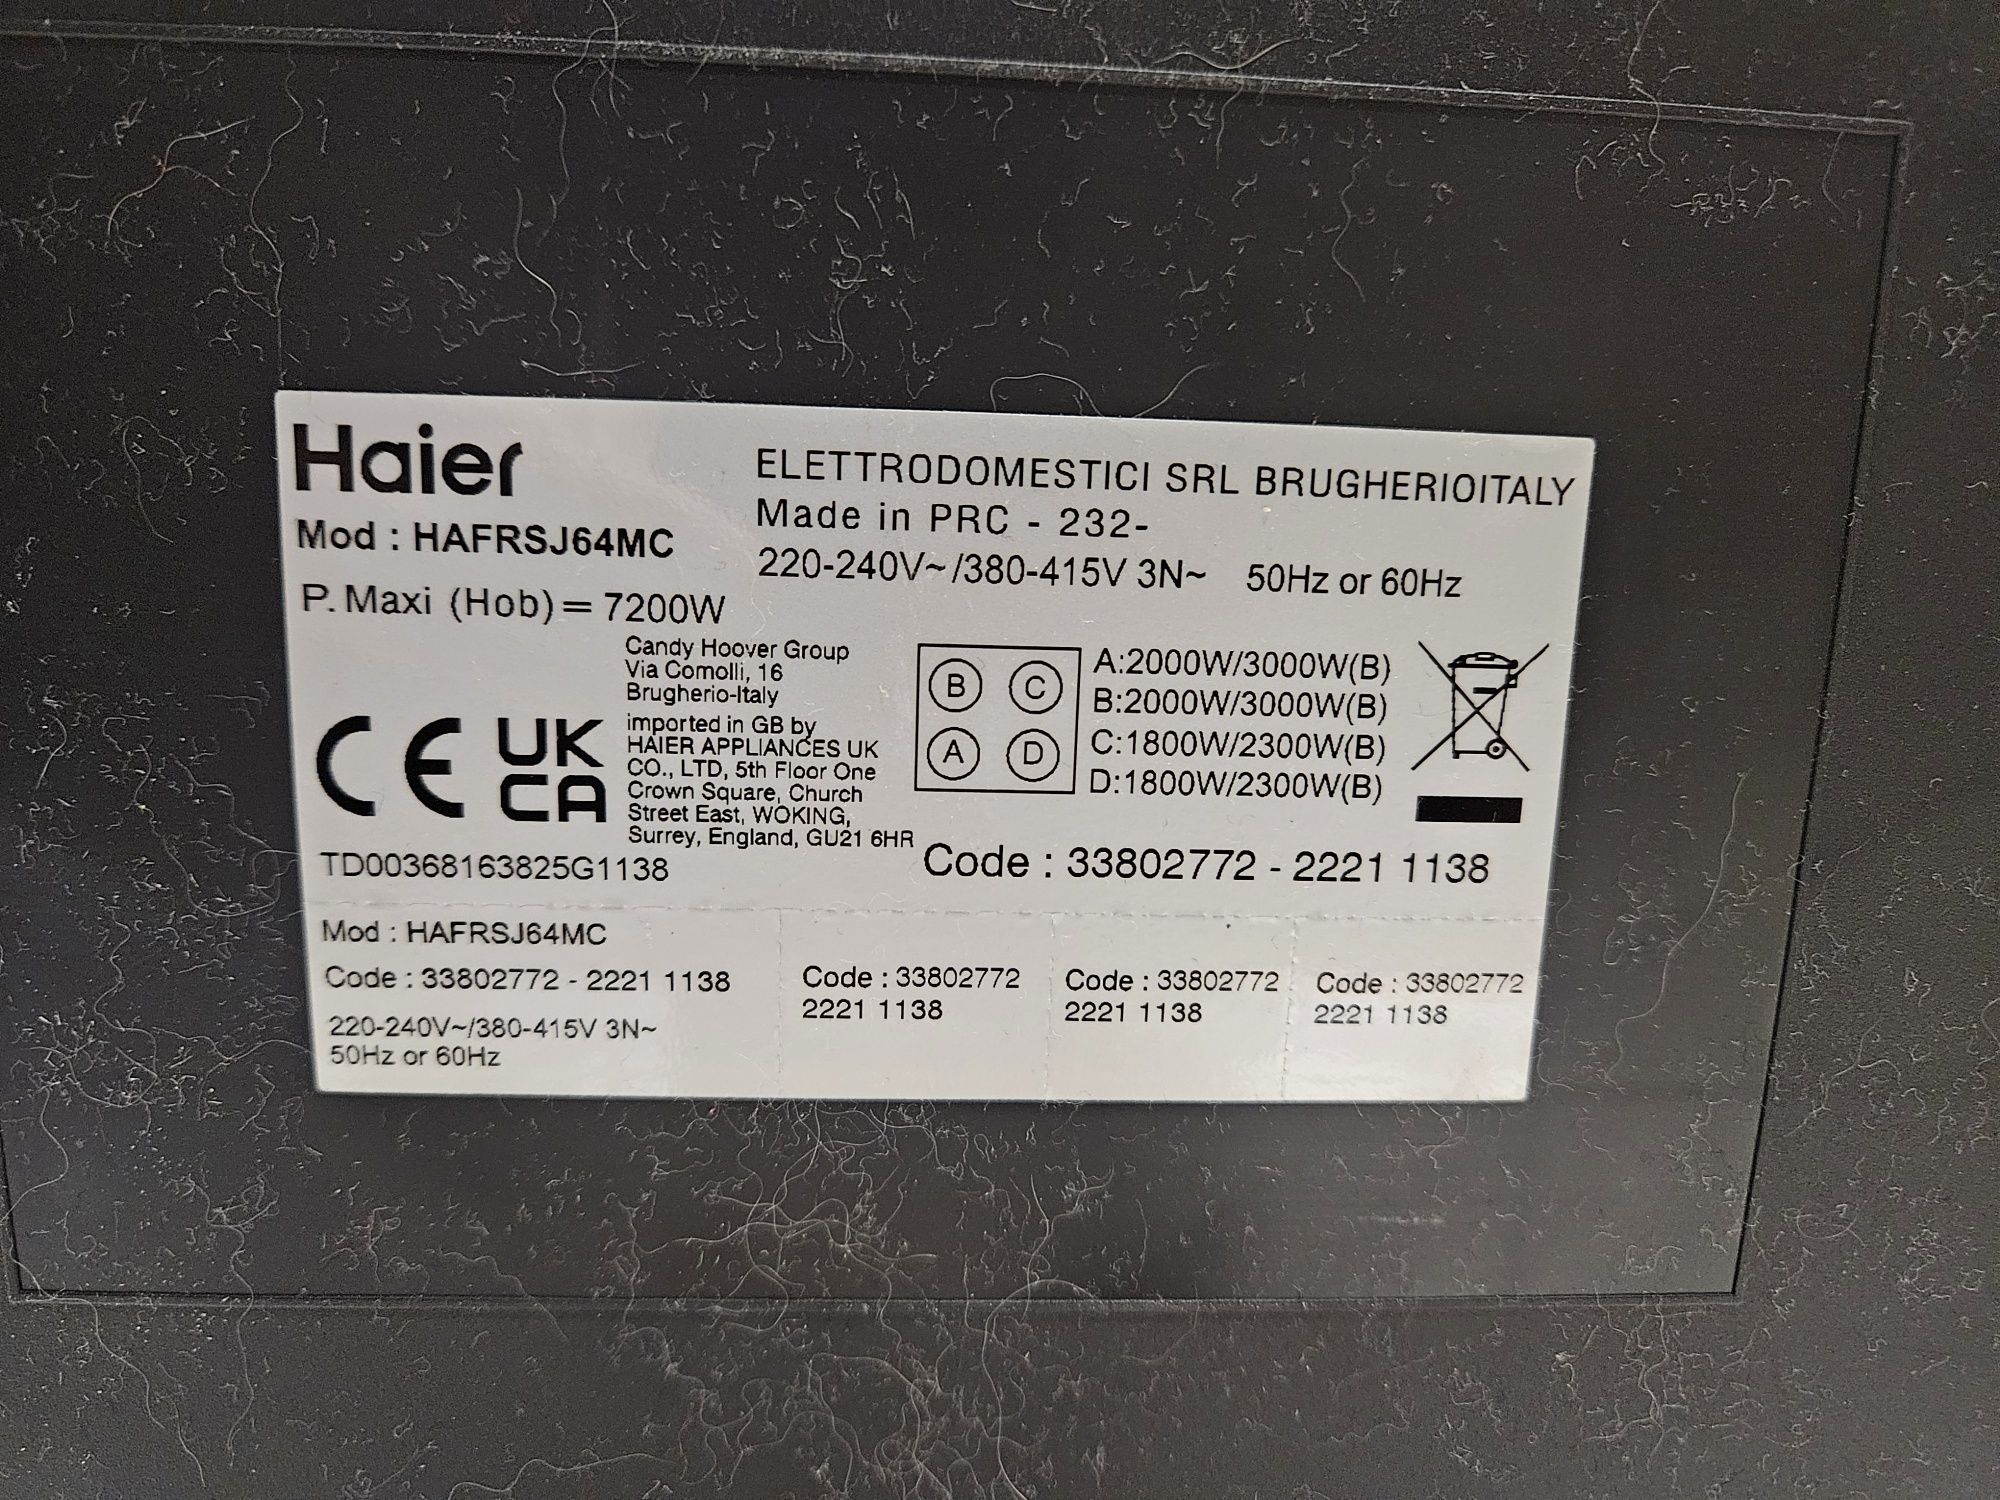 Haier
ELETTRODOMESTICI SRL BRUGHERIOITALY
Made in PRC - 232-
Mod : HAFRSJ64MC
220-240V~/380-415V 3N~ 50Hz or 60Hz
P. Maxi (Hob) = 7200W
Candy Hoover Group
Via Comolli, 16
Brugherio-Italy
imported in GB by
HAIER APPLIANCES UK
CO., LTD, 5th Floor One
Crown Square, Church
Street East, WOKING,
Surrey, England, GU21 6HR
CE UK
CA
B C
A D
A:2000W/3000W(B)
B:2000W/3000W(B)
C:1800W/2300W(B)
D:1800W/2300W(B)
TD00368163825G1138
Code : 33802772 - 2221 1138
Mod : HAFRSJ64MC
Code : 33802772 - 2221 1138
220-240V~/380-415V 3N~
50Hz or 60Hz
Code : 33802772
2221 1138
Code : 33802772
2221 1138
Code : 33802772
2221 1138